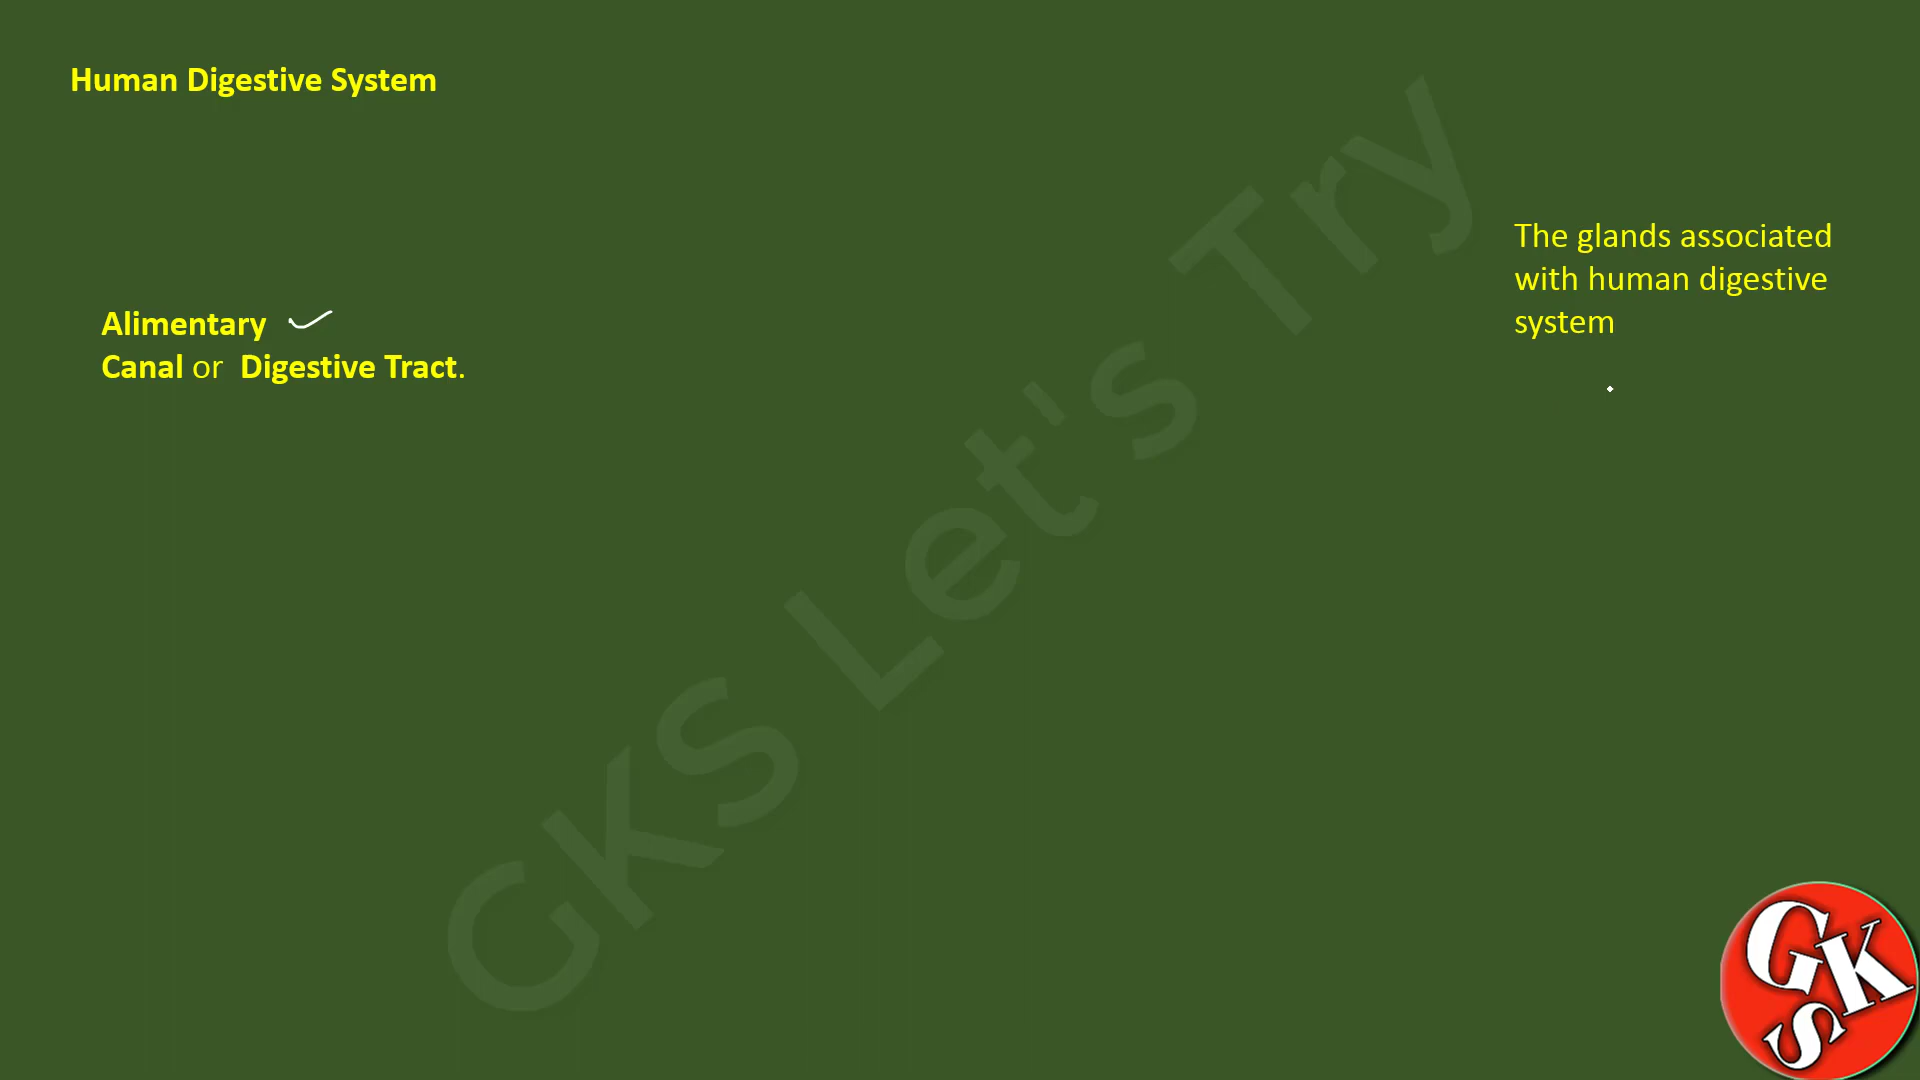 Human Digestive System
The glands associated
with human digestive
system
Alimentary
Canal or Digestive Tract.
GKS Let's Try
GKS